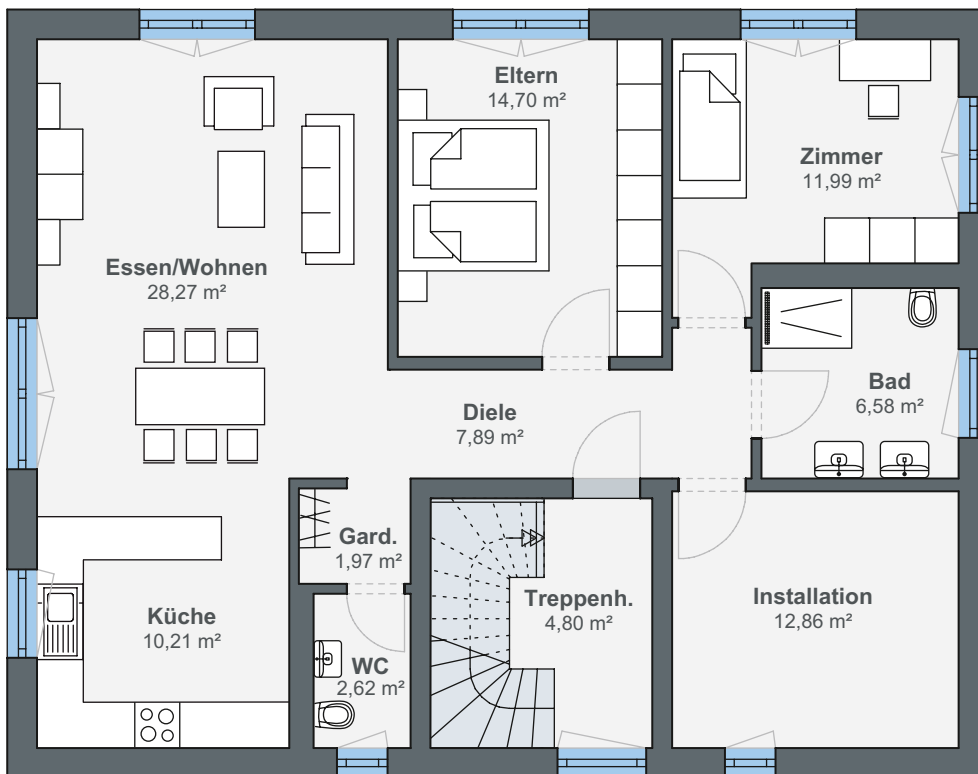 Eltern
14,70 m²
Zimmer
11,99 m²
Essen/Wohnen
28,27 m²
Bad
6,58 m²
Diele
7,89 m²
Gard.
1,97 m²
Küche
10,21 m²
Treppenh.
4,80 m²
Installation
12,86 m²
WC
2,62 m²